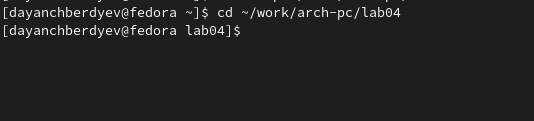 [dayanchberdyev@fedora ~]$ cd ~/work/arch-pc/lab04
[dayanchberdyev@fedora lab04]$